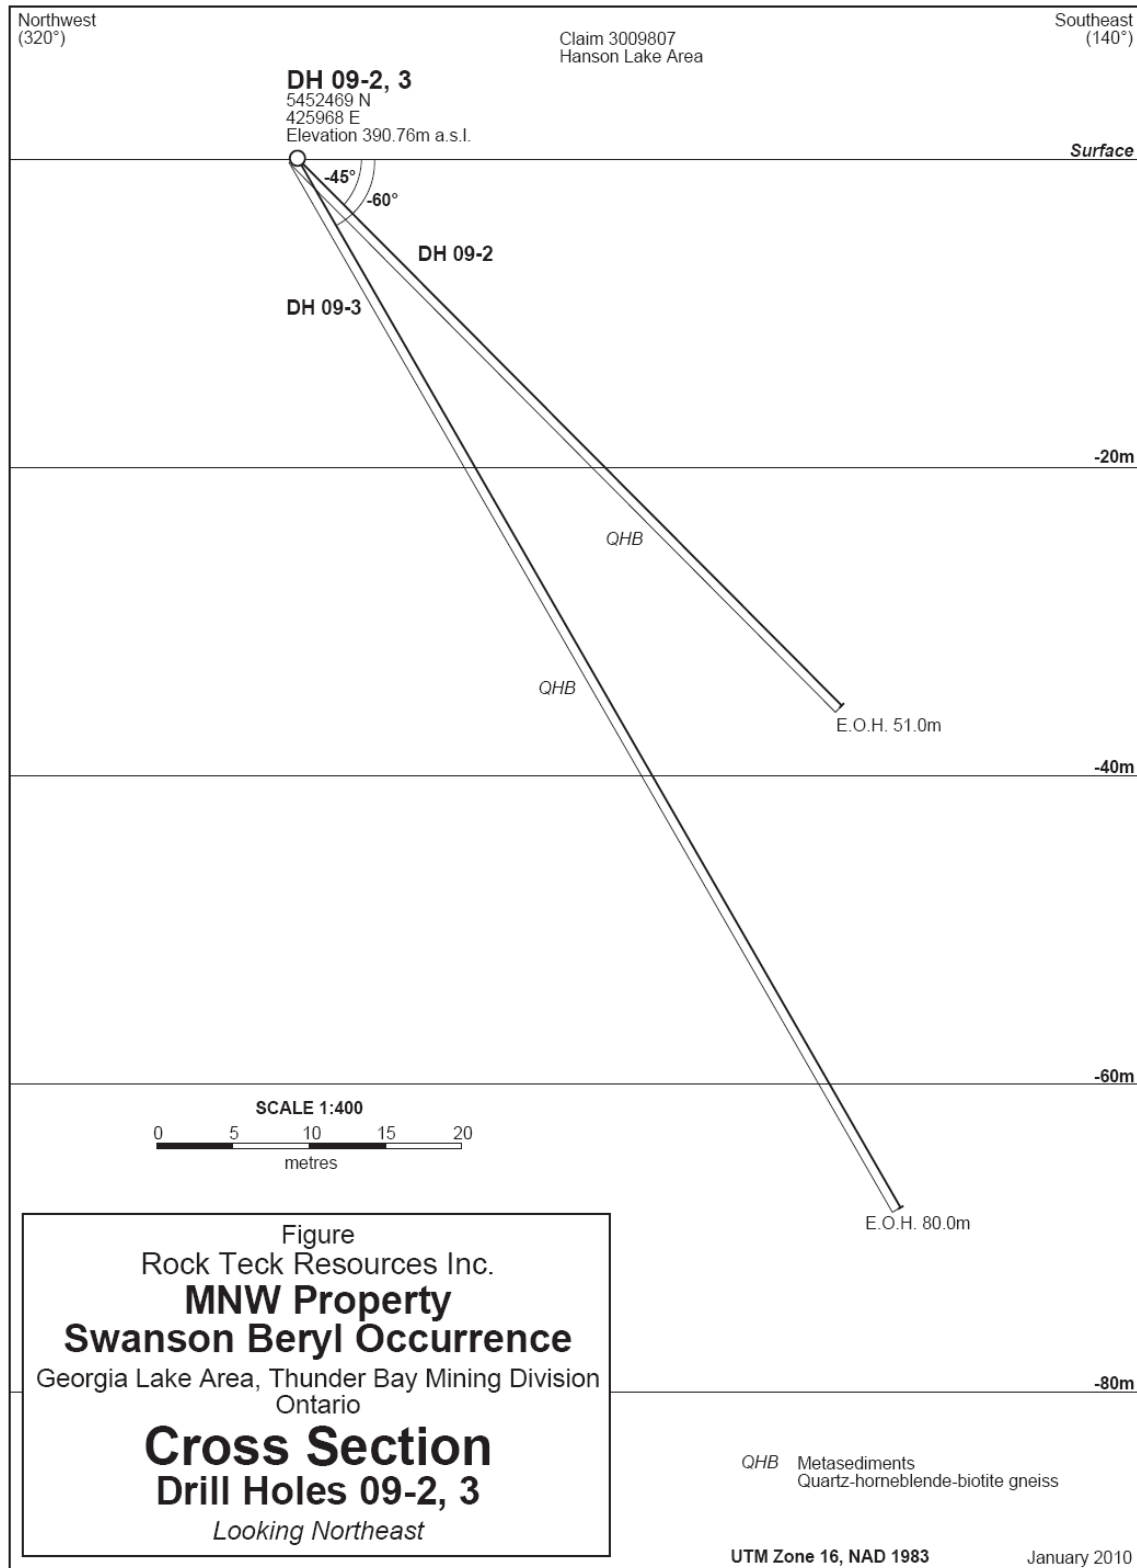 Northwest
(320°)
Southeast
(140°)
Claim 3009807
Hanson Lake Area
DH 09-2, 3
5452469 N
425968 E
Elevation 390.76m a.s.l.
Surface
-45°
-60°
DH 09-2
DH 09-3
-20m
QHB
QHB
E.O.H. 51.0m
-40m
-60m
SCALE 1:400
0 5 10 15 20
metres
E.O.H. 80.0m
Figure
Rock Teck Resources Inc.
MNW Property
Swanson Beryl Occurrence
Georgia Lake Area, Thunder Bay Mining Division
Ontario
Cross Section
Drill Holes 09-2, 3
Looking Northeast
-80m
QHB Metasediments
Quartz-horneblende-biotite gneiss
UTM Zone 16, NAD 1983
January 2010